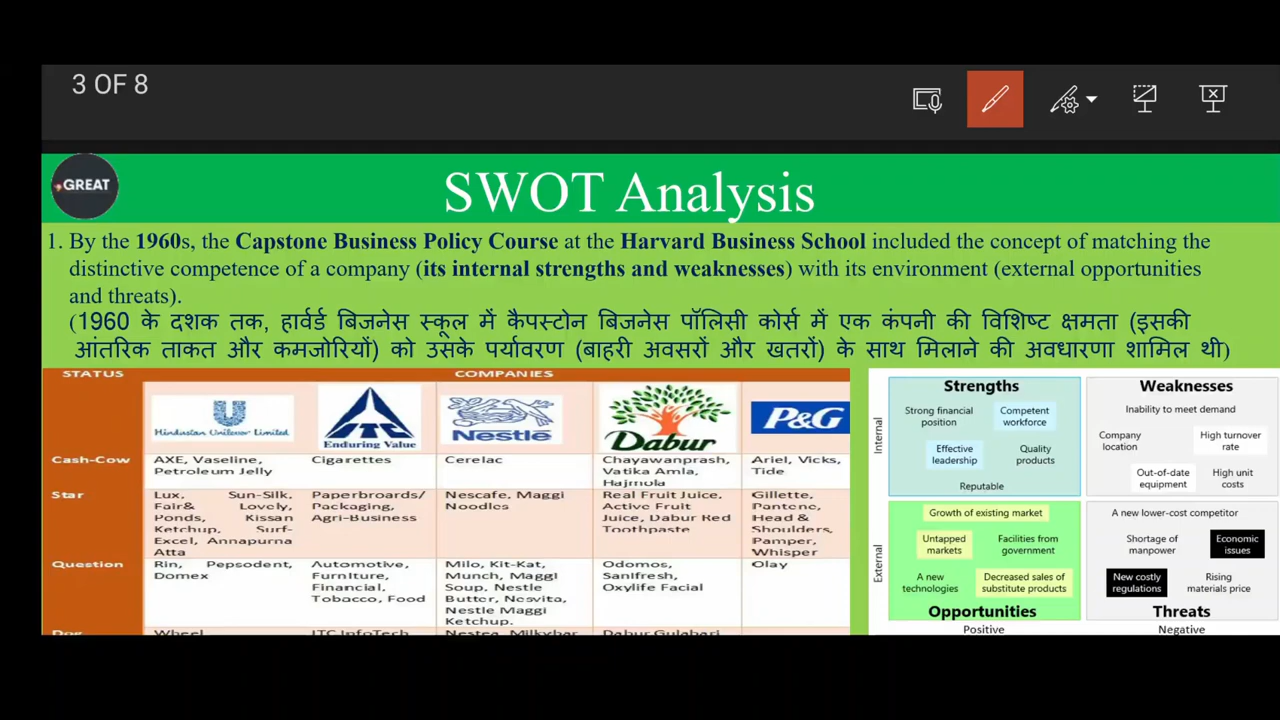 3 OF 8
GREAT
SWOT Analysis
1. By the 1960s, the Capstone Business Policy Course at the Harvard Business School included the concept of matching the
distinctive competence of a company (its internal strengths and weaknesses) with its environment (external opportunities
and threats).
(1960 के दशक तक, हार्वर्ड बिजनेस स्कूल में कैपस्टोन बिजनेस पॉलिसी कोर्स में एक कंपनी की विशिष्ट क्षमता (इसकी
आंतरिक ताकत और कमजोरियों) को उसके पर्यावरण (बाहरी अवसरों और खतरों) के साथ मिलाने की अवधारणा शामिल थी)
STATUS COMPANIES
Hindustan Unilever Limited
Enduring Value
Nestlé
Dabur
P&G
Cash-Cow
AXE, Vaseline,
Petroleum Jelly
Cigarettes
Cerelac
Chayawanprash,
Vatika Amla,
Hajmola
Ariel, Vicks,
Tide
Star
Lux, Sun-Silk,
Fair& Lovely,
Ponds, Kissan
Ketchup, Surf-
Excel, Annapurna
Atta
Paperboards/
Packaging,
Agri-Business
Nescafe, Maggi
Noodles
Real Fruit Juice,
Active Fruit
Juice, Dabur Red
Toothpaste
Gillette,
Pantene,
Head &
Shoulders,
Pamper,
Whisper
Question
Rin, Pepsodent,
Domex
Automotive,
Furniture,
Financial,
Tobacco, Food
Milo, Kit-Kat,
Munch, Maggi
Soup, Nestle
Butter, Nesvita,
Nestle Maggi
Ketchup.
Odomos,
Sanifresh,
Oxylife Facial
Olay
Dog
Wheel
ITC InfoTech
Nestea, Milkybar
Dabur Gulabari
Internal
Strengths
Strong financial
position
Competent
workforce
Effective
leadership
Quality
products
Reputable
Weaknesses
Inability to meet demand
Company
location
High turnover
rate
Out-of-date
equipment
High unit
costs
External
Growth of existing market
Untapped
markets
Facilities from
government
A new
technologies
Decreased sales of
substitute products
Opportunities
Positive
A new lower-cost competitor
Shortage of
manpower
Economic
issues
New costly
regulations
Rising
materials price
Threats
Negative